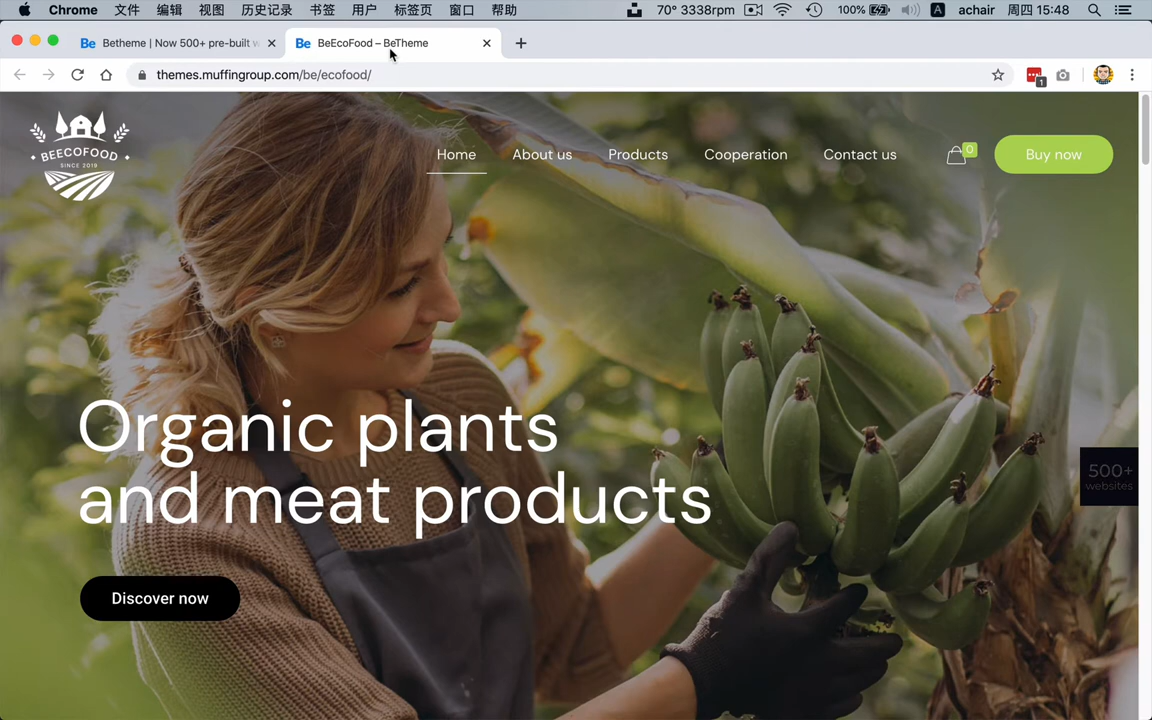 Chrome 文件 编辑 视图 历史记录 书签 用户 标签页 窗口 帮助 70° 3338rpm 100% A achair 周四 15:48
Be Betheme | Now 500+ pre-built w
Be BeEcoFood – BeTheme
themes.muffingroup.com/be/ecofood/
1
BEECOFOOD
SINCE 2019
Home About us Products Cooperation Contact us 0 Buy now
Organic plants
and meat products
500+
websites
Discover now